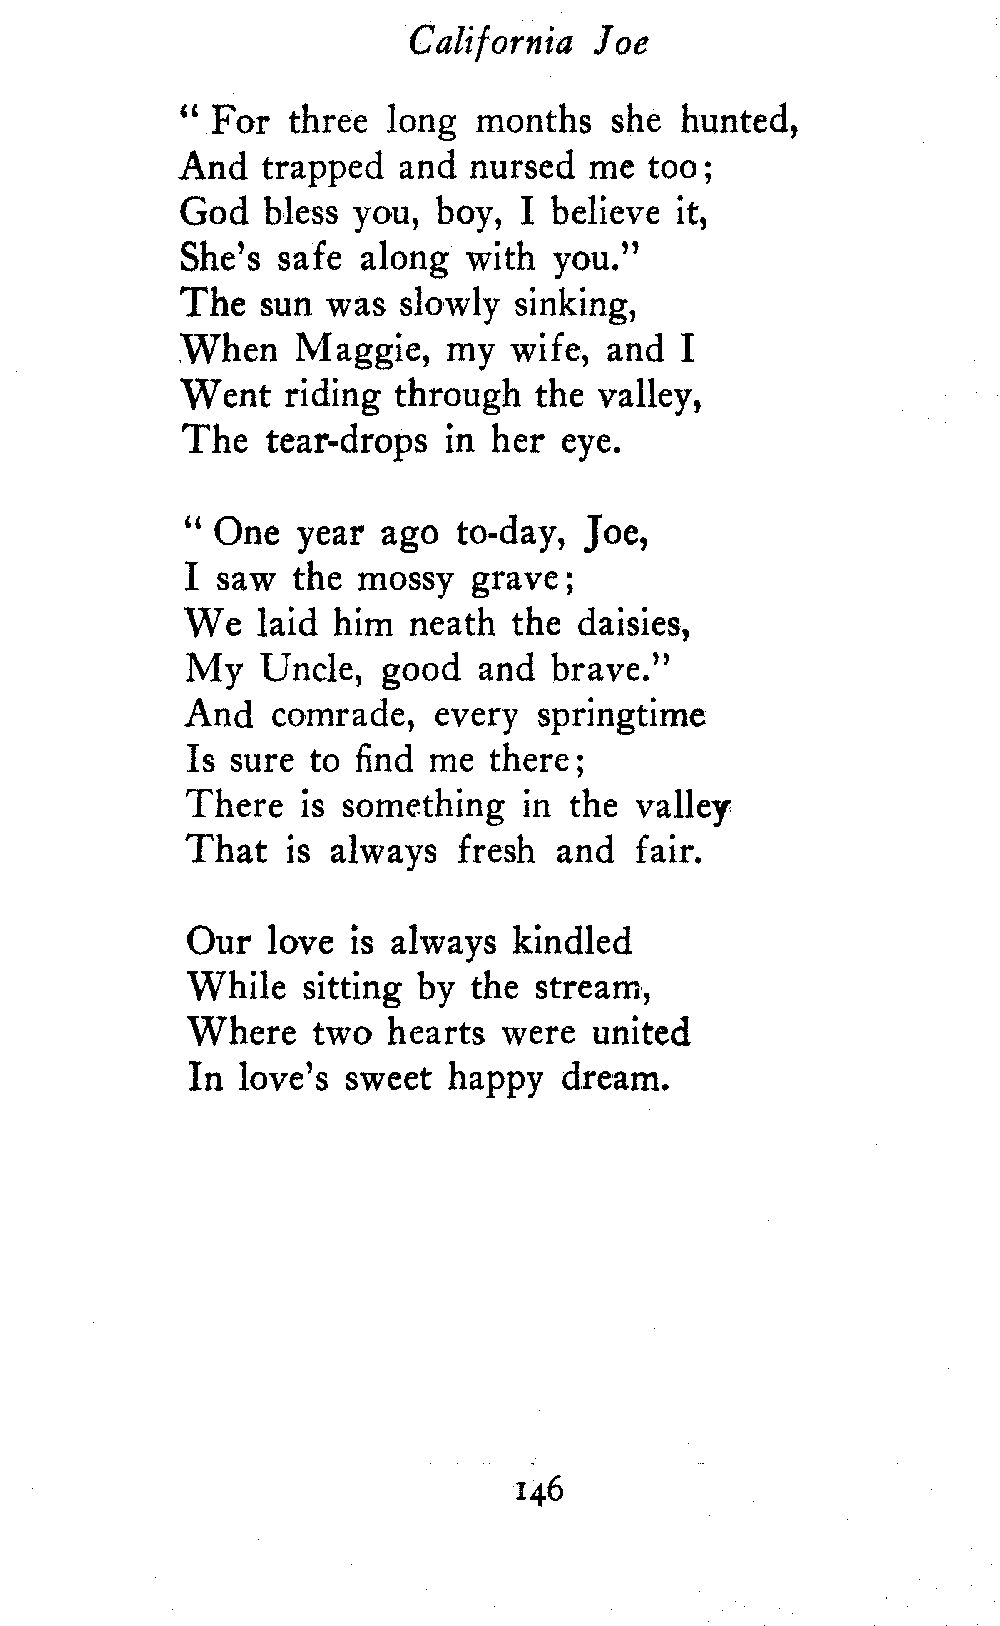 California Joe
“ For three long months she hunted,
And trapped and nursed me too;
God bless you, boy, I believe it,
She’s safe along with you.”
The sun was slowly sinking,
When Maggie, my wife, and I
Went riding through the valley,
The tear-drops in her eye.
“ One year ago to-day, Joe,
I saw the mossy grave;
We laid him neath the daisies,
My Uncle, good and brave.”
And comrade, every springtime
Is sure to find me there;
There is something in the valley
That is always fresh and fair.
Our love is always kindled
While sitting by the stream,
Where two hearts were united
In love’s sweet happy dream.
146